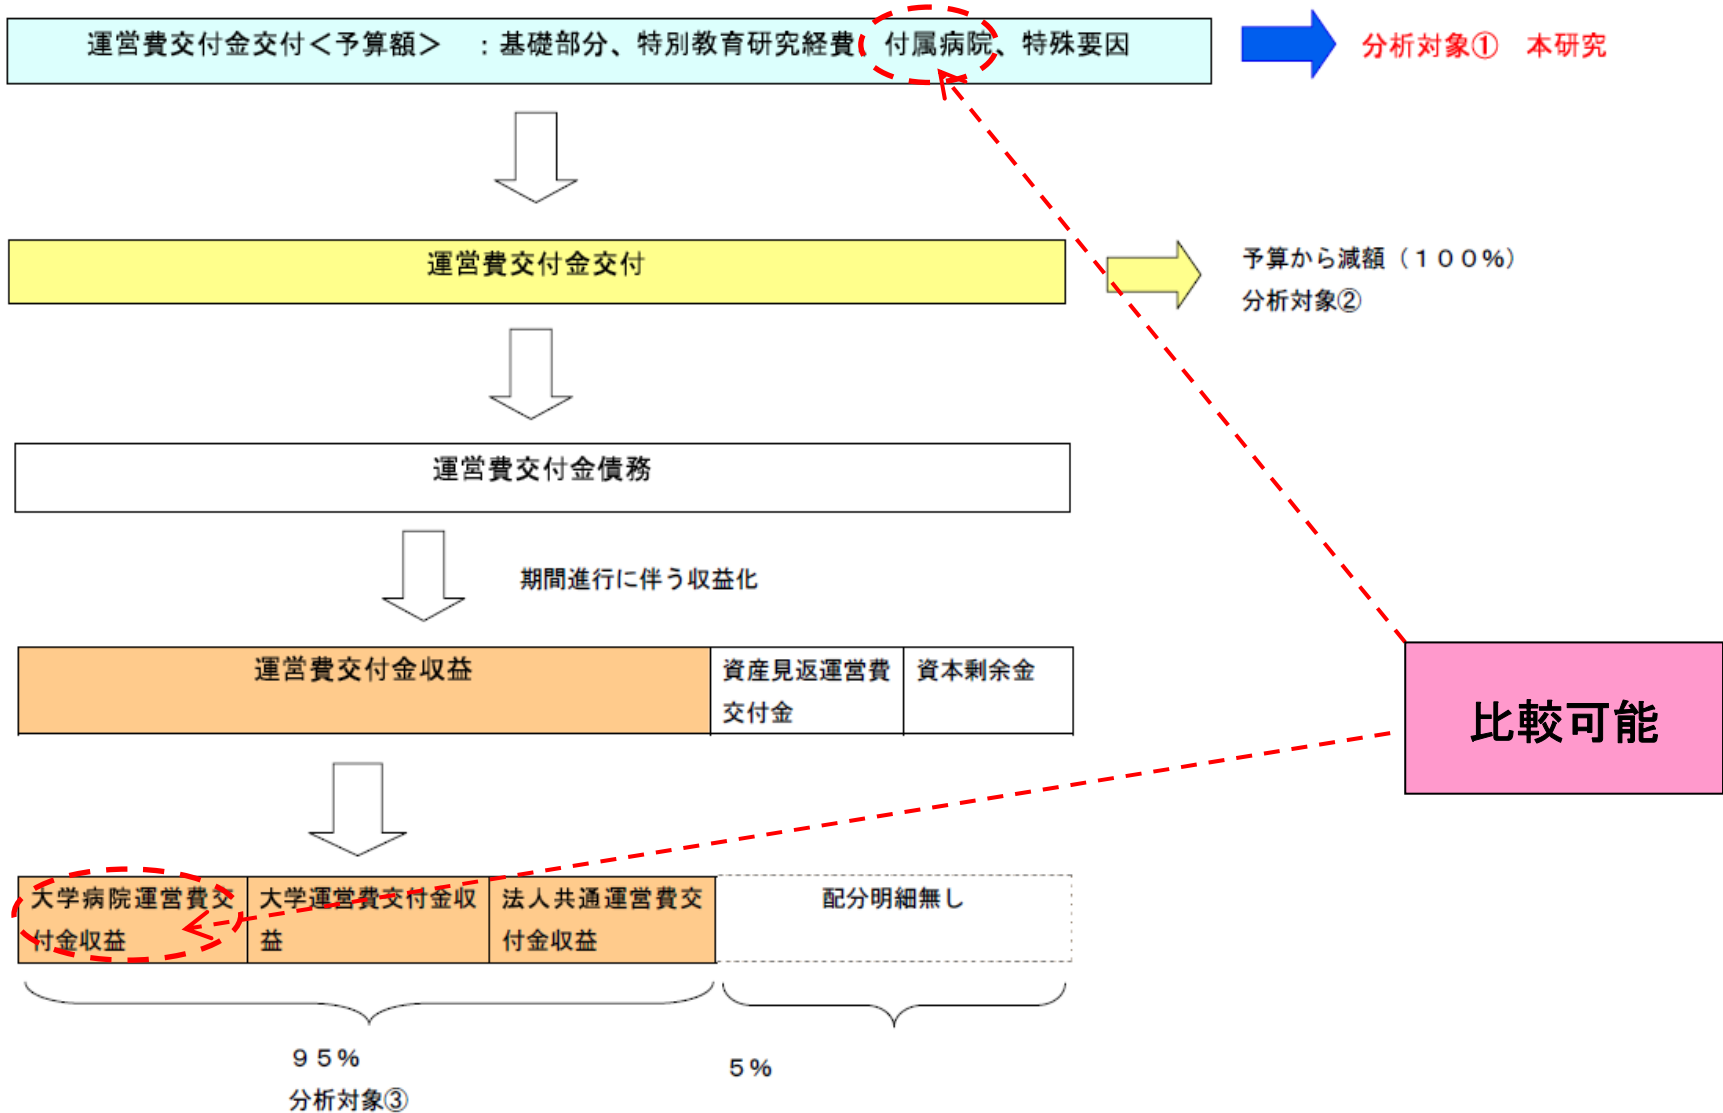 運営費交付金交付＜予算額＞　：基礎部分、特別教育研究経費、付属病院、特殊要因
分析対象①　本研究
運営費交付金交付
予算から減額（１００％）
分析対象②
運営費交付金債務
期間進行に伴う収益化
運営費交付金収益
資産見返運営費
交付金
資本剰余金
比較可能
大学病院運営費交
付金収益
大学運営費交付金収
益
法人共通運営費交
付金収益
配分明細無し
９５％
分析対象③
５％